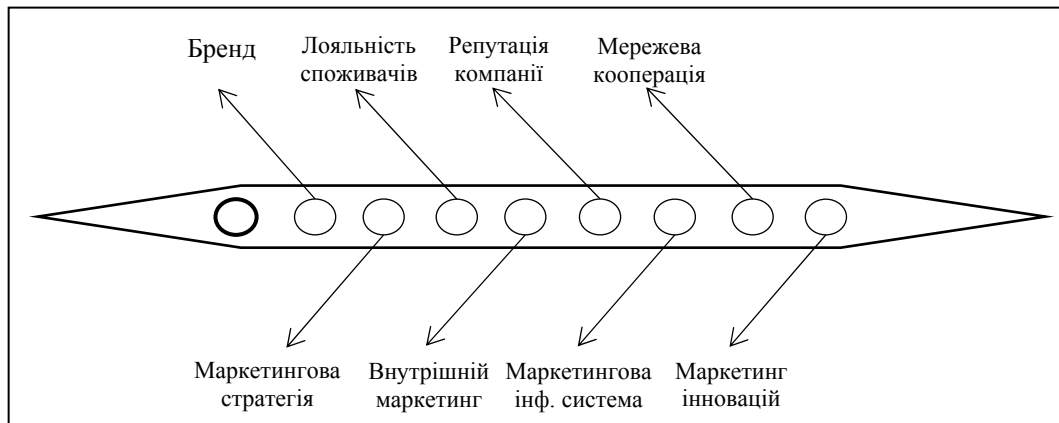 Бренд
Лояльність
споживачів
Репутація
компанії
Мережева
кооперація
Маркетингова
стратегія
Внутрішній
маркетинг
Маркетингова
інф. система
Маркетинг
інновацій